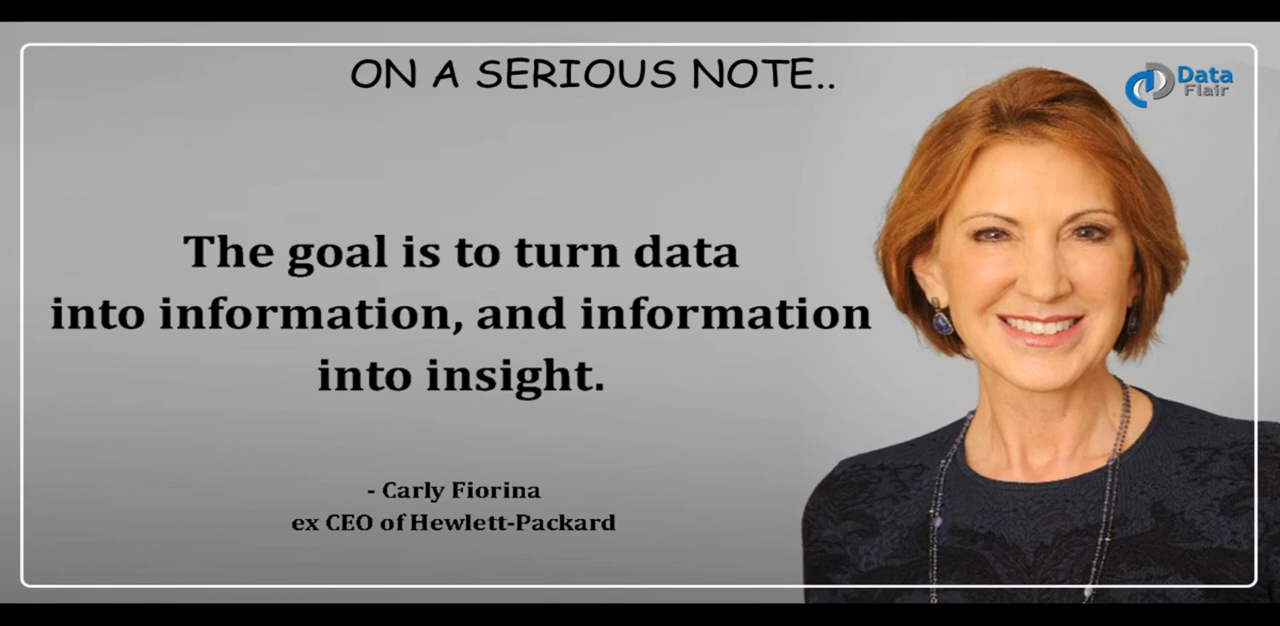 ON A SERIOUS NOTE..
Data
Flair
The goal is to turn data
into information, and information
into insight.
- Carly Fiorina
ex CEO of Hewlett-Packard